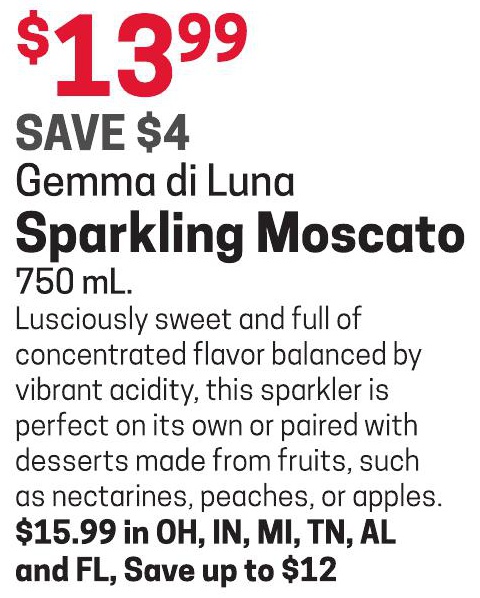 $13.99
SAVE $4
Gemma di Luna
Sparkling Moscato
750 mL.
Lusciously sweet and full of
concentrated flavor balanced by
vibrant acidity, this sparkler is
perfect on its own or paired with
desserts made from fruits, such
as nectarines, peaches, or apples.
$15.99 in OH, IN, MI, TN, AL
and FL, Save up to $12